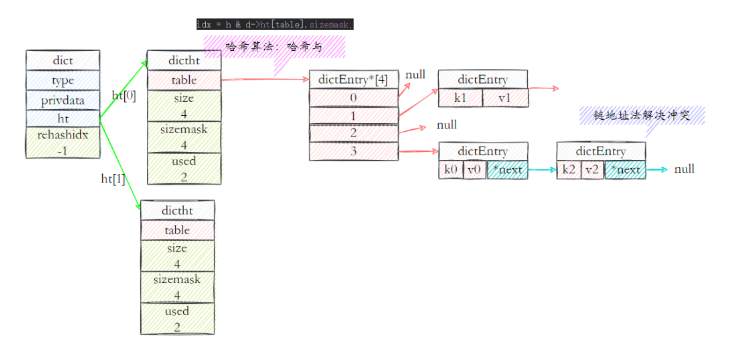 idx = h & d->ht[table].sizemask;
哈希算法：哈希与
dict
type
privdata
ht
rehashidx
-1
ht[0]
ht[1]
dictht
table
size
4
sizemask
4
used
2
dictht
table
size
4
sizemask
4
used
2
dictEntry*[4]
0
1
2
3
null
null
dictEntry
k1 v1
链地址法解决冲突
dictEntry
k0 v0 *next
dictEntry
k2 v2 *next
null